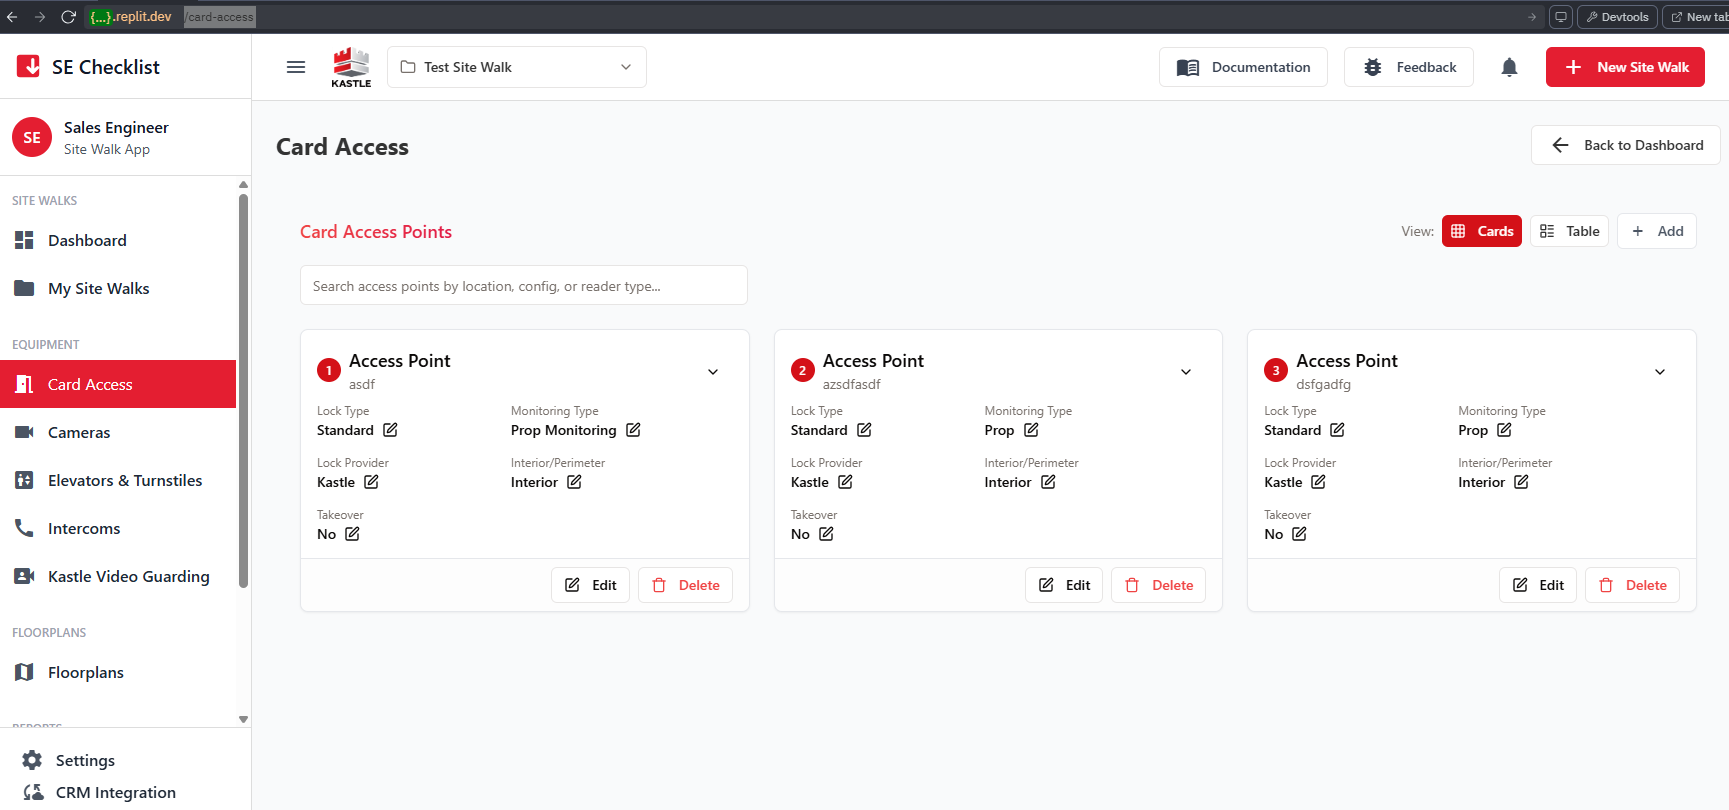 {...}.replit.dev /card-access
Devtools
New tab
SE Checklist
KASTLE
Test Site Walk
Documentation
Feedback
New Site Walk
SE
Sales Engineer
Site Walk App
SITE WALKS
Dashboard
My Site Walks
EQUIPMENT
Card Access
Cameras
Elevators & Turnstiles
Intercoms
Kastle Video Guarding
FLOORPLANS
Floorplans
REPORTS
Settings
CRM Integration
Card Access
Back to Dashboard
Card Access Points
View:
Cards
Table
Add
Search access points by location, config, or reader type...
1
Access Point
asdf
Lock Type
Standard
Monitoring Type
Prop Monitoring
Lock Provider
Kastle
Interior/Perimeter
Interior
Takeover
No
Edit
Delete
2
Access Point
azsdfasdf
Lock Type
Standard
Monitoring Type
Prop
Lock Provider
Kastle
Interior/Perimeter
Interior
Takeover
No
Edit
Delete
3
Access Point
dsfgadfg
Lock Type
Standard
Monitoring Type
Prop
Lock Provider
Kastle
Interior/Perimeter
Interior
Takeover
No
Edit
Delete